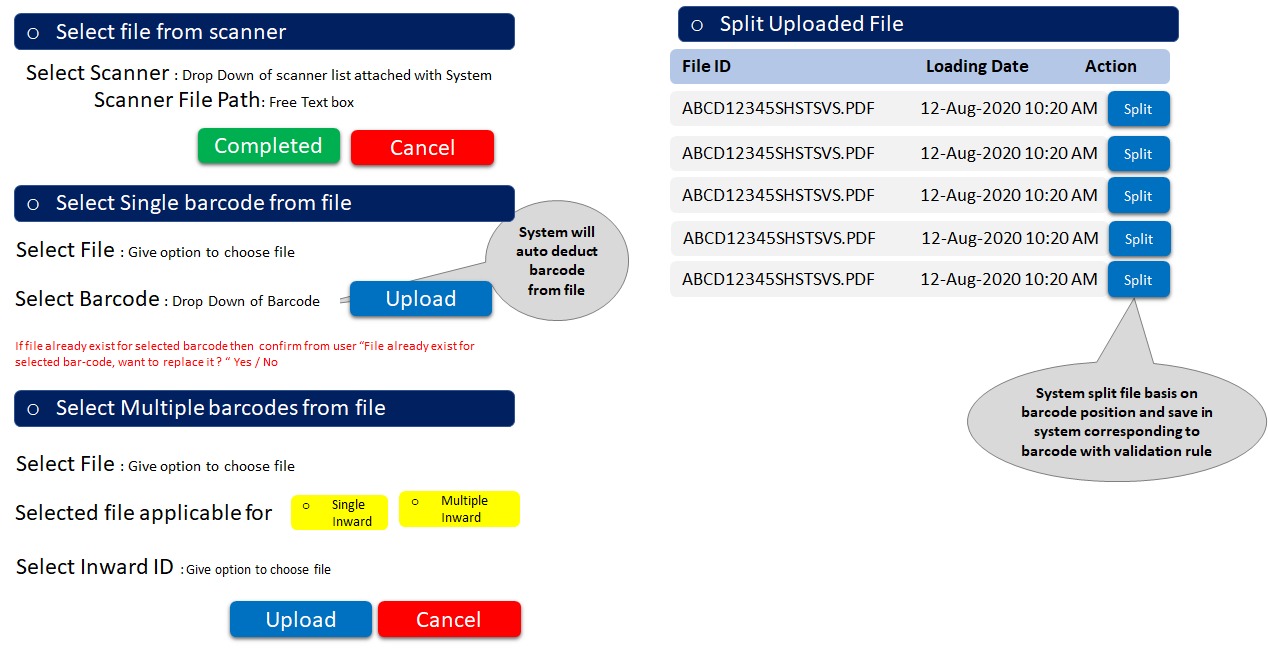 ○ Select file from scanner
Select Scanner : Drop Down of scanner list attached with System
Scanner File Path: Free Text box
Completed
Cancel
○ Select Single barcode from file
Select File : Give option to choose file
Select Barcode : Drop Down of Barcode
Upload
System will
auto deduct
barcode
from file
If file already exist for selected barcode then confirm from user “File already exist for
selected bar-code, want to replace it ? “ Yes / No
○ Select Multiple barcodes from file
Select File : Give option to choose file
Selected file applicable for
○ Single
Inward
○ Multiple
Inward
Select Inward ID : Give option to choose file
Upload
Cancel
○ Split Uploaded File
File ID Loading Date Action
ABCD12345SHSTSVS.PDF 12-Aug-2020 10:20 AM Split
ABCD12345SHSTSVS.PDF 12-Aug-2020 10:20 AM Split
ABCD12345SHSTSVS.PDF 12-Aug-2020 10:20 AM Split
ABCD12345SHSTSVS.PDF 12-Aug-2020 10:20 AM Split
ABCD12345SHSTSVS.PDF 12-Aug-2020 10:20 AM Split
System split file basis on
barcode position and save in
system corresponding to
barcode with validation rule